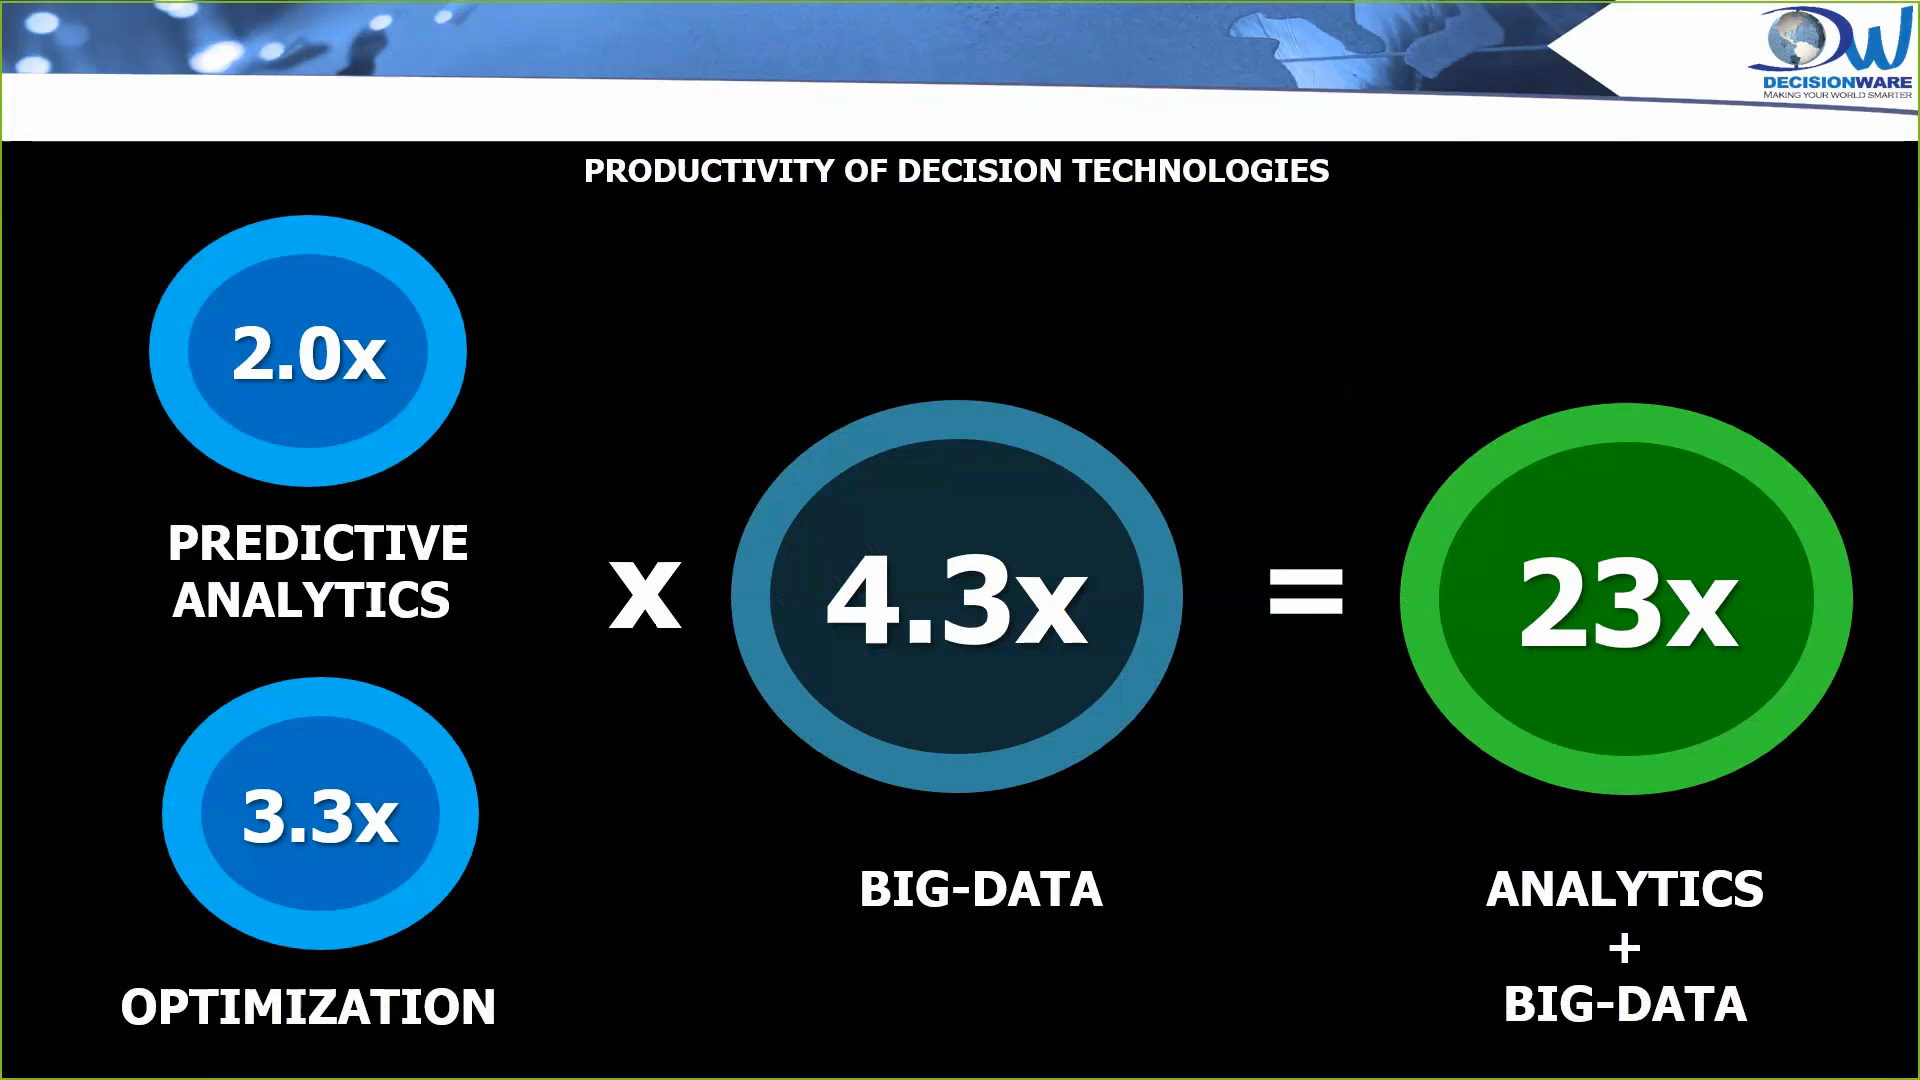 DW
DECISIONWARE
MAKING YOUR WORLD SMARTER
PRODUCTIVITY OF DECISION TECHNOLOGIES
2.0x
PREDICTIVE
ANALYTICS
3.3x
OPTIMIZATION
x
4.3x
BIG-DATA
=
23x
ANALYTICS
+
BIG-DATA